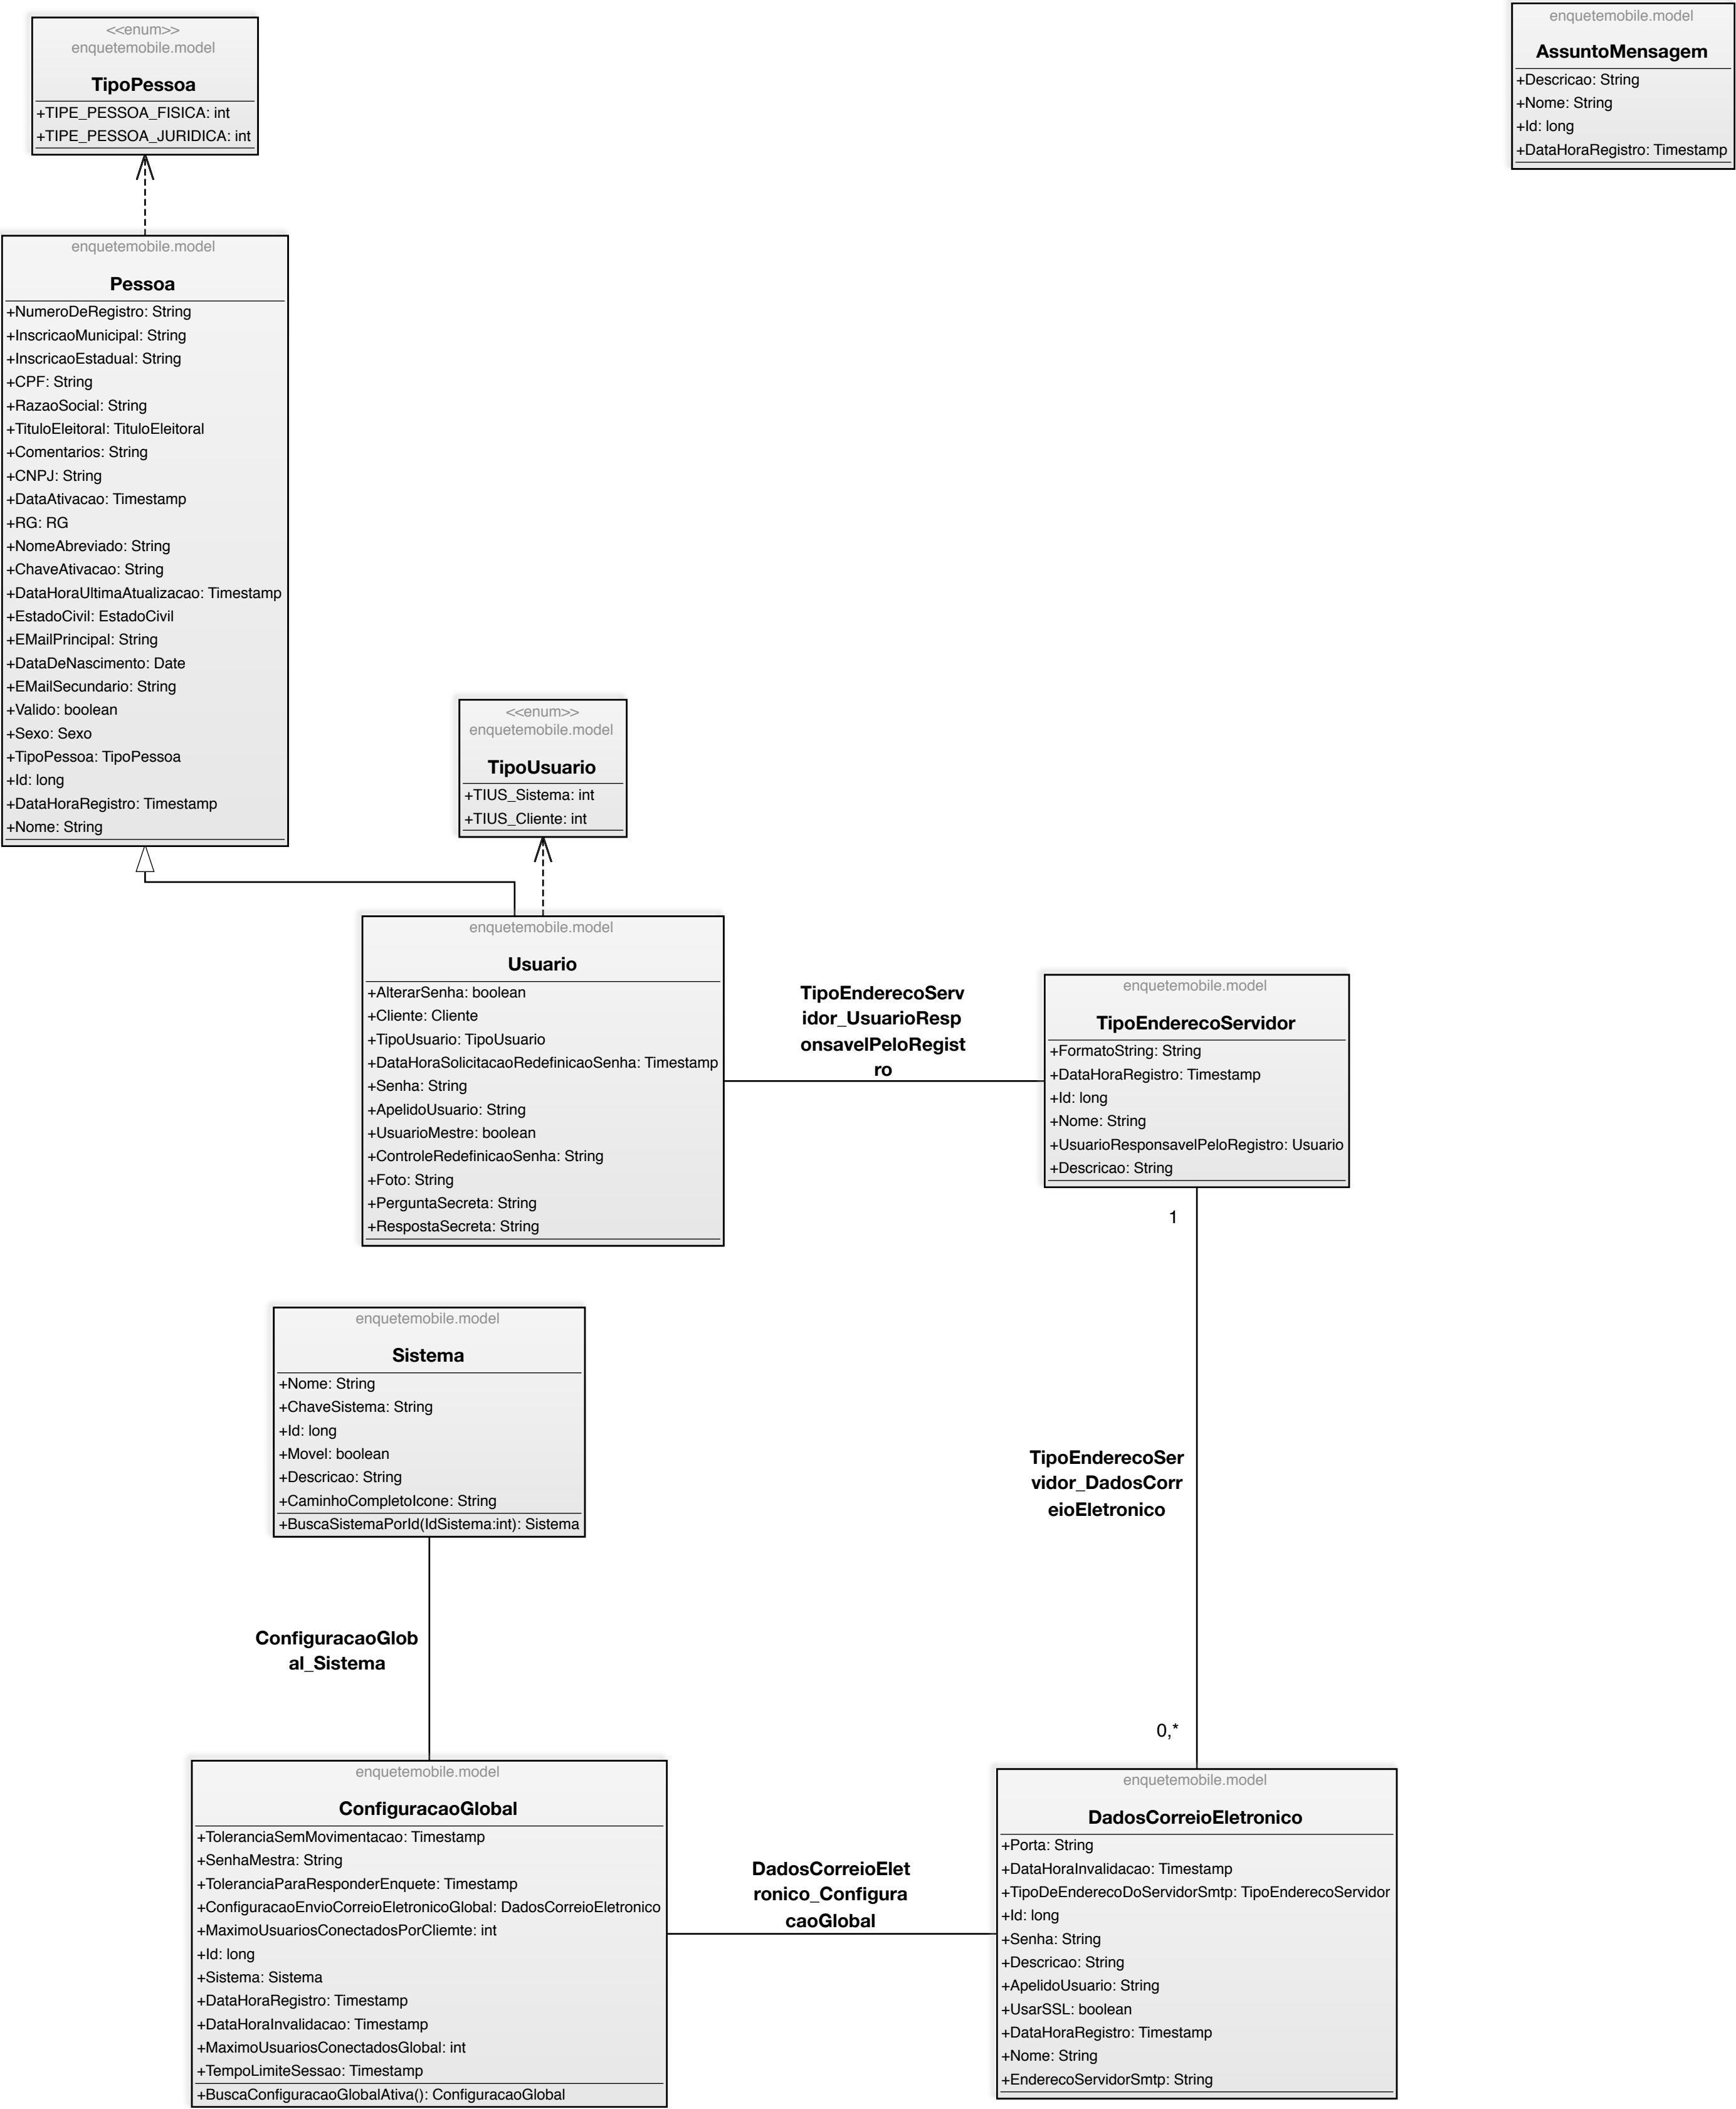 <<enum>>
enquetemobile.model
TipoPessoa
+TIPE_PESSOA_FISICA: int
+TIPE_PESSOA_JURIDICA: int
enquetemobile.model
AssuntoMensagem
+Descricao: String
+Nome: String
+Id: long
+DataHoraRegistro: Timestamp
enquetemobile.model
Pessoa
+NumeroDeRegistro: String
+InscricaoMunicipal: String
+InscricaoEstadual: String
+CPF: String
+RazaoSocial: String
+TituloEleitoral: TituloEleitoral
+Comentarios: String
+CNPJ: String
+DataAtivacao: Timestamp
+RG: RG
+NomeAbreviado: String
+ChaveAtivacao: String
+DataHoraUltimaAtualizacao: Timestamp
+EstadoCivil: EstadoCivil
+EMailPrincipal: String
+DataDeNascimento: Date
+EMailSecundario: String
+Valido: boolean
+Sexo: Sexo
+TipoPessoa: TipoPessoa
+Id: long
+DataHoraRegistro: Timestamp
+Nome: String
<<enum>>
enquetemobile.model
TipoUsuario
+TIUS_Sistema: int
+TIUS_Cliente: int
enquetemobile.model
Usuario
+AlterarSenha: boolean
+Cliente: Cliente
+TipoUsuario: TipoUsuario
+DataHoraSolicitacaoRedefinicaoSenha: Timestamp
+Senha: String
+ApelidoUsuario: String
+UsuarioMestre: boolean
+ControleRedefinicaoSenha: String
+Foto: String
+PerguntaSecreta: String
+RespostaSecreta: String
TipoEnderecoServ
idor_UsuarioResp
onsavelPeloRegist
ro
enquetemobile.model
TipoEnderecoServidor
+FormatoString: String
+DataHoraRegistro: Timestamp
+Id: long
+Nome: String
+UsuarioResponsavelPeloRegistro: Usuario
+Descricao: String
1
TipoEnderecoSer
vidor_DadosCorr
eioEletronico
0,*
enquetemobile.model
Sistema
+Nome: String
+ChaveSistema: String
+Id: long
+Movel: boolean
+Descricao: String
+CaminhoCompletoIcone: String
+BuscaSistemaPorId(IdSistema:int): Sistema
ConfiguracaoGlob
al_Sistema
enquetemobile.model
ConfiguracaoGlobal
+ToleranciaSemMovimentacao: Timestamp
+SenhaMestra: String
+ToleranciaParaResponderEnquete: Timestamp
+ConfiguracaoEnvioCorreioEletronicoGlobal: DadosCorreioEletronico
+MaximoUsuariosConectadosPorCliemte: int
+Id: long
+Sistema: Sistema
+DataHoraRegistro: Timestamp
+DataHoraInvalidacao: Timestamp
+MaximoUsuariosConectadosGlobal: int
+TempoLimiteSessao: Timestamp
+BuscaConfiguracaoGlobalAtiva(): ConfiguracaoGlobal
DadosCorreioElet
ronico_Configura
caoGlobal
enquetemobile.model
DadosCorreioEletronico
+Porta: String
+DataHoraInvalidacao: Timestamp
+TipoDeEnderecoDoServidorSmtp: TipoEnderecoServidor
+Id: long
+Senha: String
+Descricao: String
+ApelidoUsuario: String
+UsarSSL: boolean
+DataHoraRegistro: Timestamp
+Nome: String
+EnderecoServidorSmtp: String